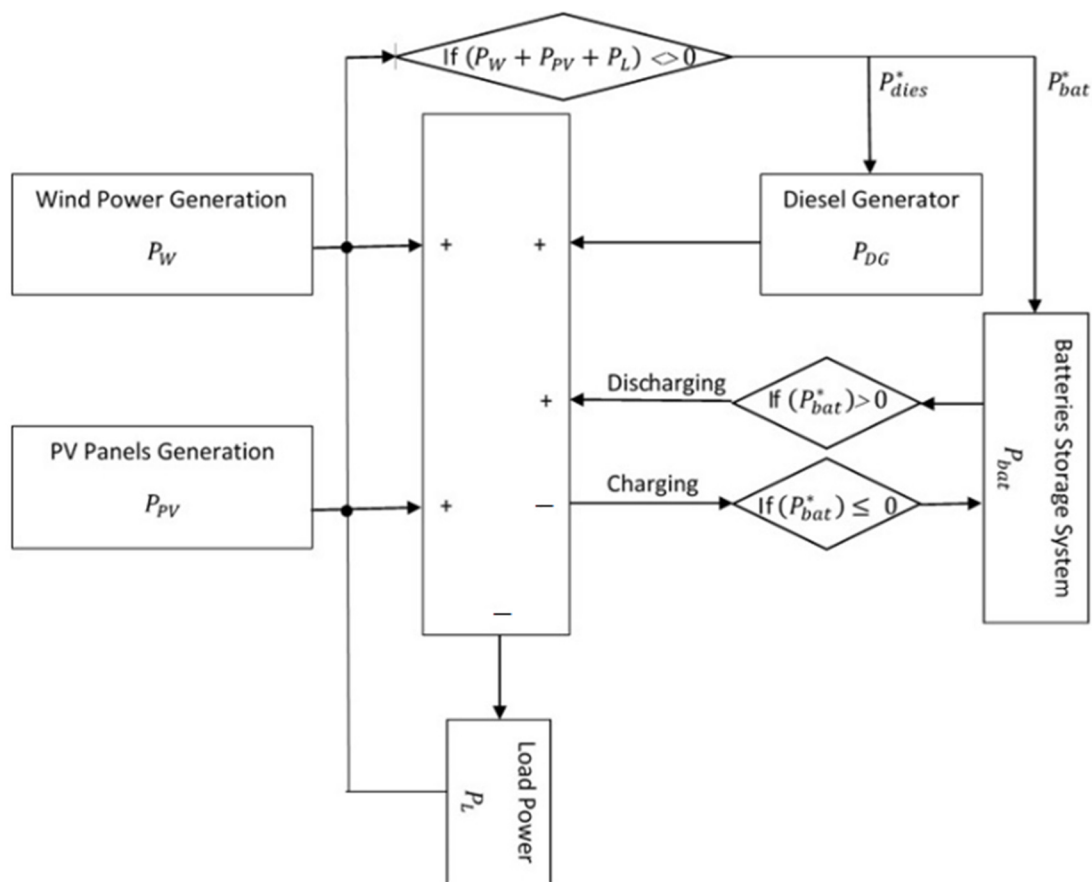 If (P_W + P_PV + P_L) <> 0
P*_dies
P*_bat
Wind Power Generation
P_W
+
+
Diesel Generator
P_DG
Discharging
+
If (P*_bat) > 0
PV Panels Generation
P_PV
+
Charging
—
If (P*_bat) ≤ 0
Batteries Storage System
P_bat
—
Load Power
P_L